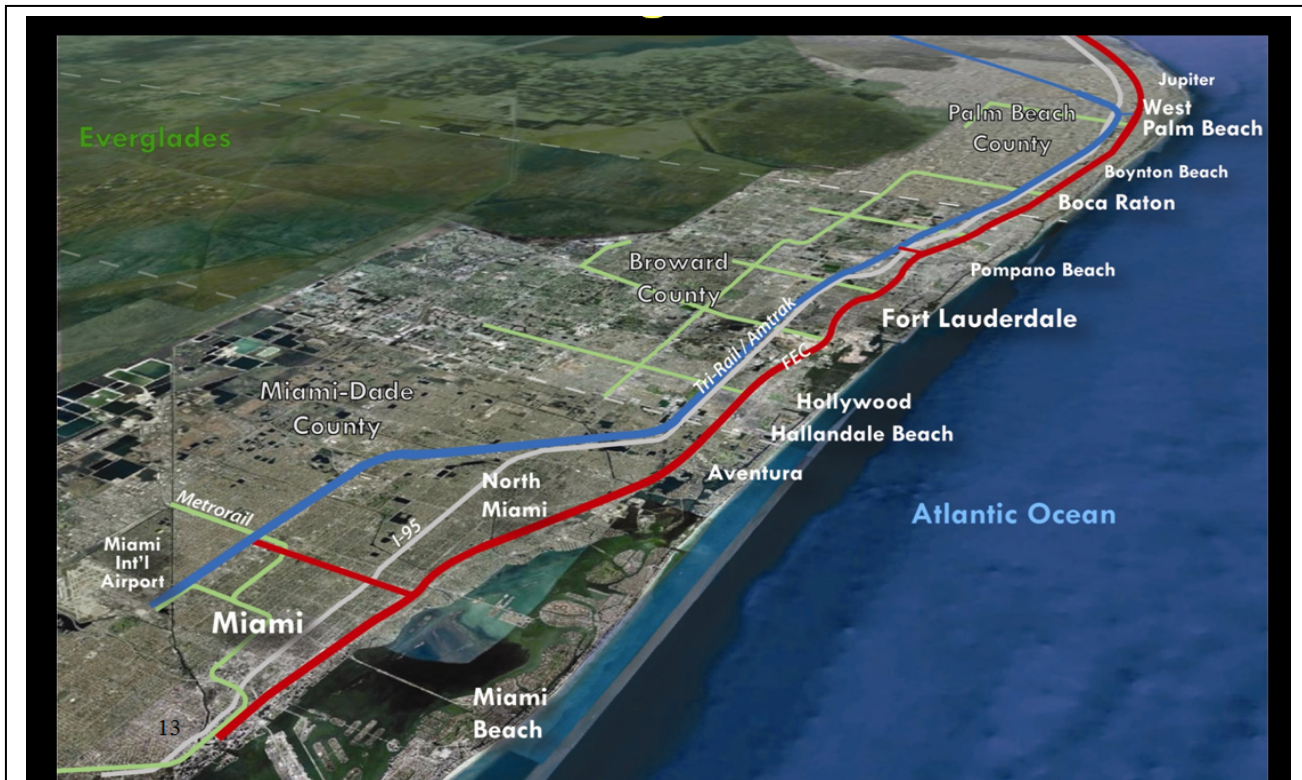 Jupiter
West
Palm Beach
Palm Beach
County
Everglades
Boynton Beach
Boca Raton
Broward
County
Pompano Beach
Fort Lauderdale
Tri-Rail / Amtrak
FEC
Miami-Dade
County
Hollywood
Hallandale Beach
Aventura
North
Miami
Metrorail
I-95
Atlantic Ocean
Miami
Int'l
Airport
Miami
Miami
Beach
13